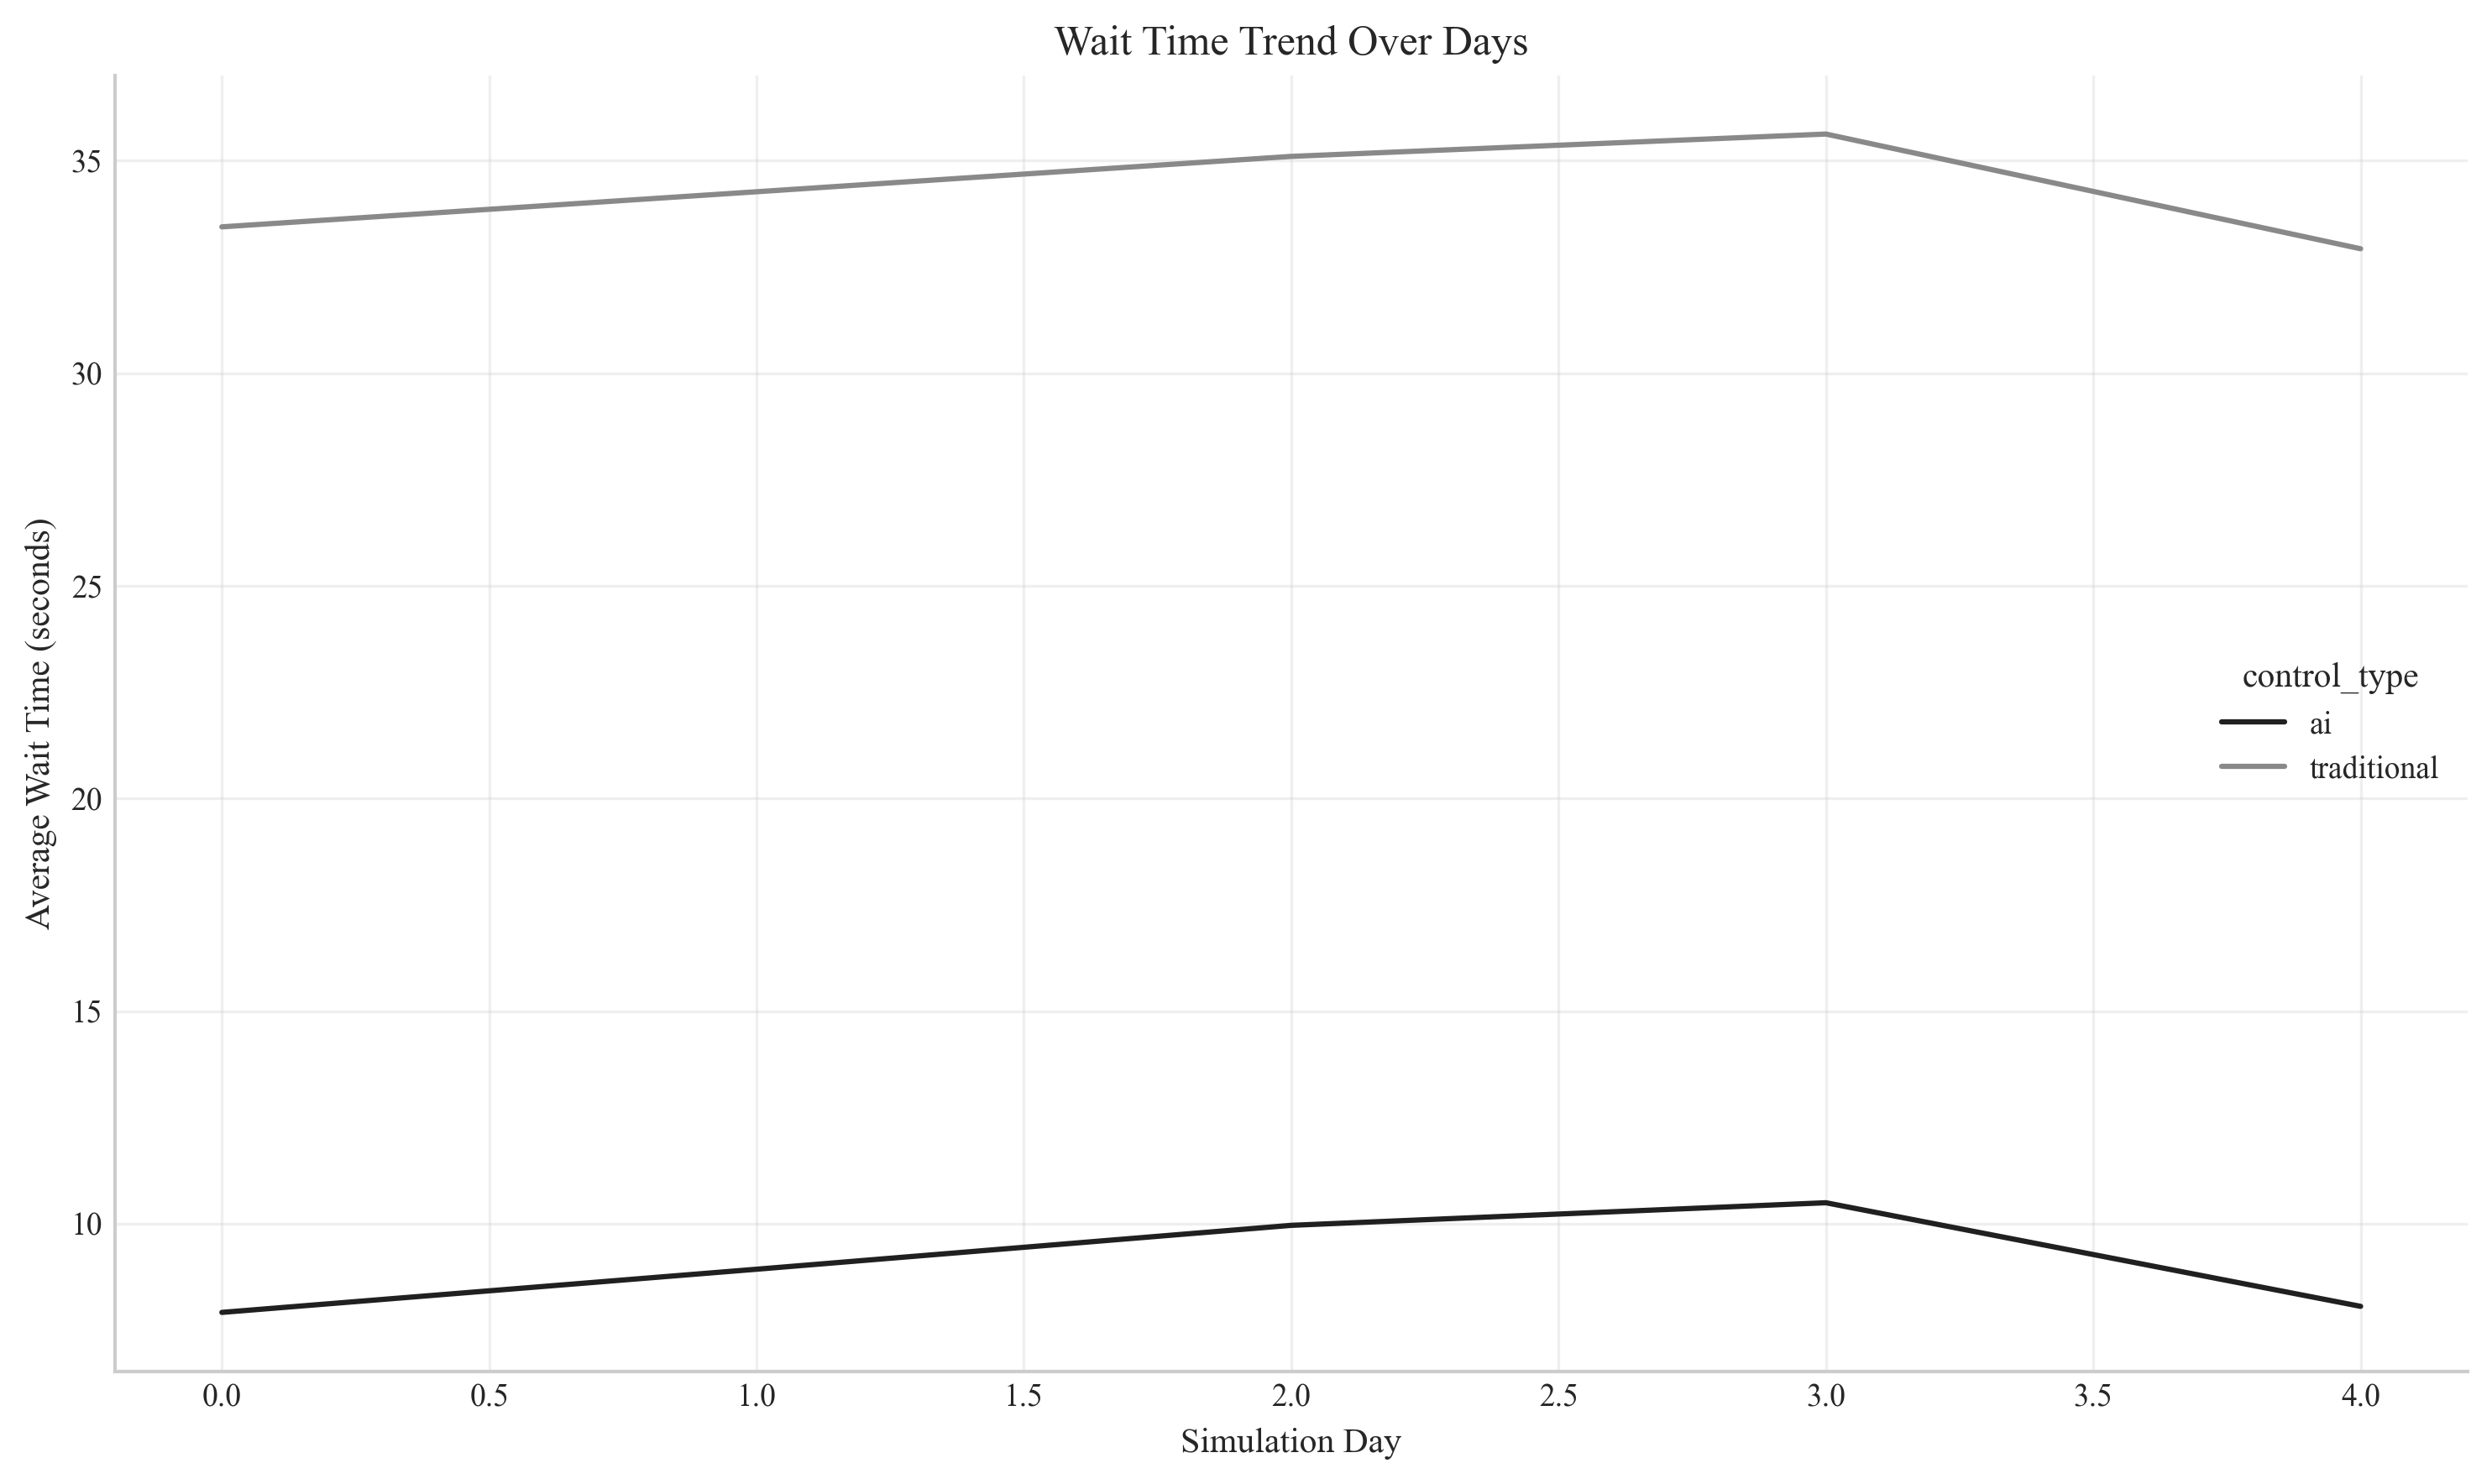 Wait Time Trend Over Days
Average Wait Time (seconds)
35
30
25
20
15
10
control_type
ai
traditional
0.0 0.5 1.0 1.5 2.0 2.5 3.0 3.5 4.0
Simulation Day